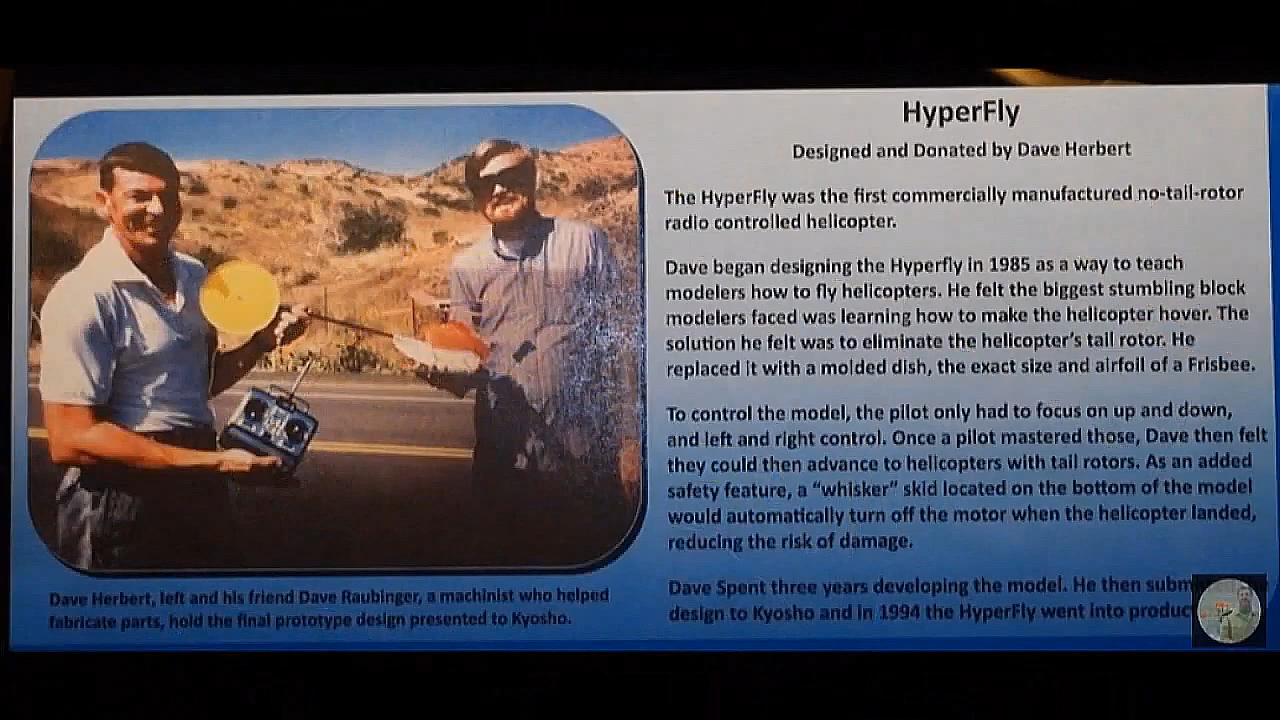 HyperFly
Designed and Donated by Dave Herbert
The HyperFly was the first commercially manufactured no-tail-rotor
radio controlled helicopter.
Dave began designing the Hyperfly in 1985 as a way to teach
modelers how to fly helicopters. He felt the biggest stumbling block
modelers faced was learning how to make the helicopter hover. The
solution he felt was to eliminate the helicopter's tail rotor. He
replaced it with a molded dish, the exact size and airfoil of a Frisbee.
To control the model, the pilot only had to focus on up and down,
and left and right control. Once a pilot mastered those, Dave then felt
they could then advance to helicopters with tail rotors. As an added
safety feature, a “whisker” skid located on the bottom of the model
would automatically turn off the motor when the helicopter landed,
reducing the risk of damage.
Dave Spent three years developing the model. He then
design to Kyosho and in 1994 the HyperFly went into
Dave Herbert, left and his friend Dave Raubinger, a machinist who helped
fabricate parts, hold the final prototype design presented to Kyosho.